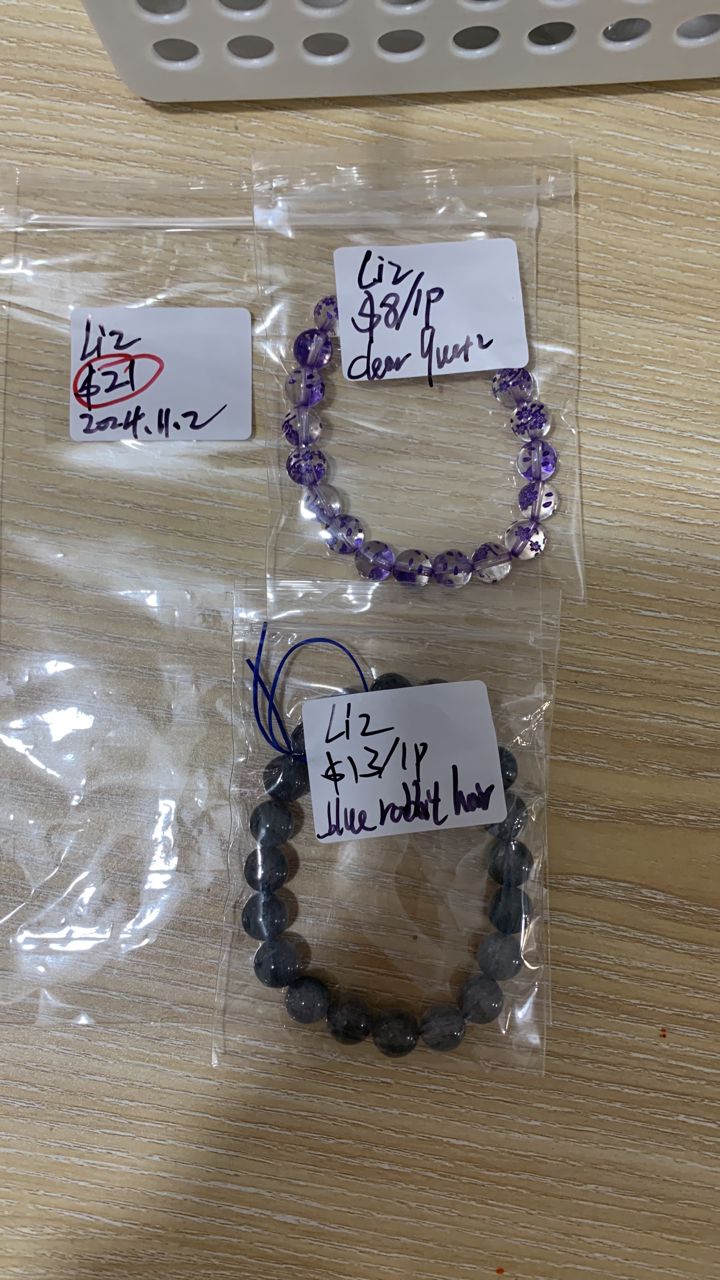 Liz
$21
2024.11.2
Liz
$8/1p
clear quartz
Liz
$13/1p
blue rabbit hair